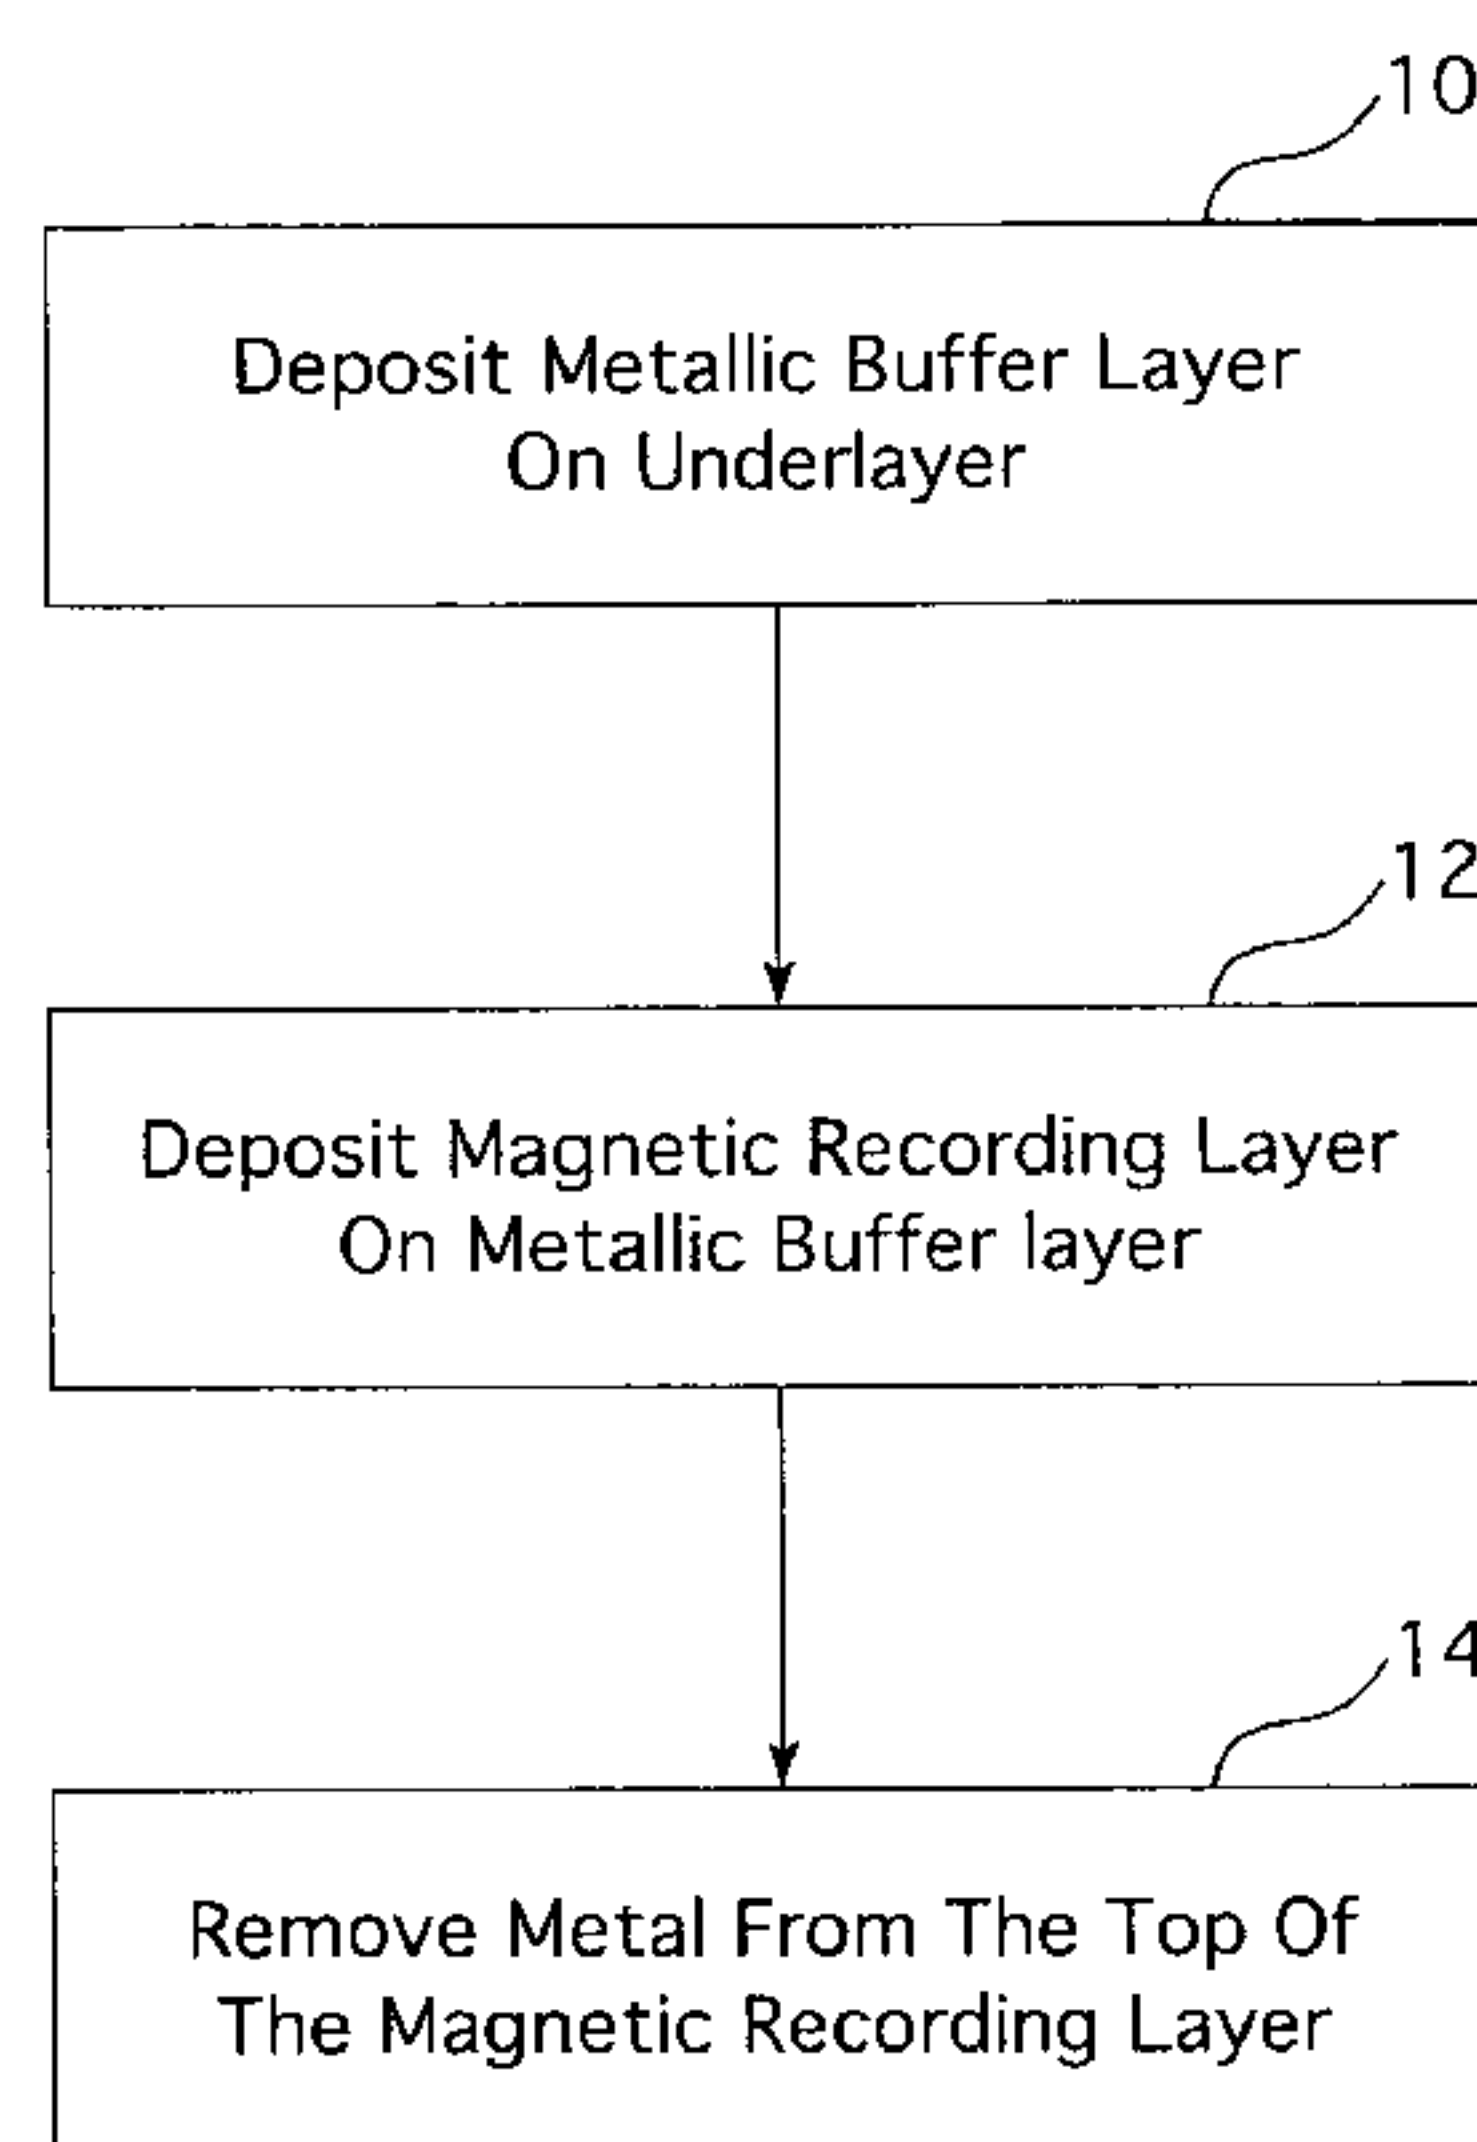 10
Deposit Metallic Buffer Layer
On Underlayer
12
Deposit Magnetic Recording Layer
On Metallic Buffer layer
14
Remove Metal From The Top Of
The Magnetic Recording Layer